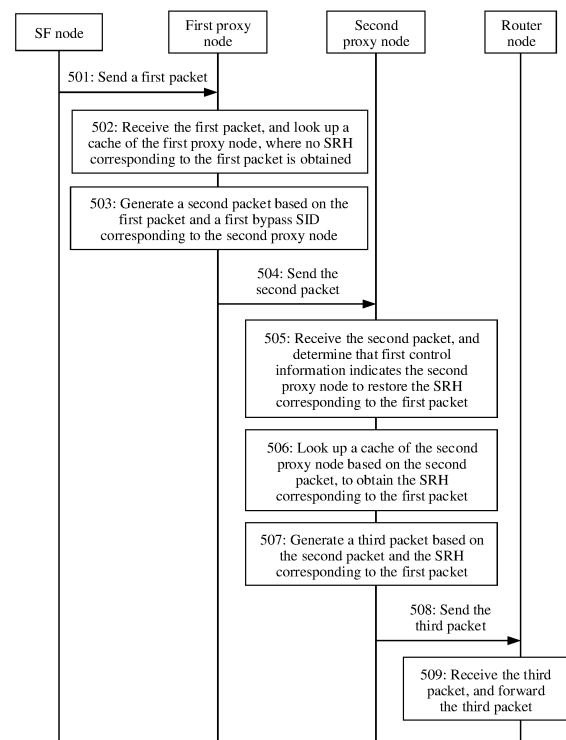 SF node
First proxy
node
Second
proxy node
Router
node
501: Send a first packet
502: Receive the first packet, and look up a
cache of the first proxy node, where no SRH
corresponding to the first packet is obtained
503: Generate a second packet based on the
first packet and a first bypass SID
corresponding to the second proxy node
504: Send the
second packet
505: Receive the second packet, and
determine that first control
information indicates the second
proxy node to restore the SRH
corresponding to the first packet
506: Look up a cache of the second
proxy node based on the second
packet, to obtain the SRH
corresponding to the first packet
507: Generate a third packet based on
the second packet and the SRH
corresponding to the first packet
508: Send the
third packet
509: Receive the third
packet, and forward
the third packet